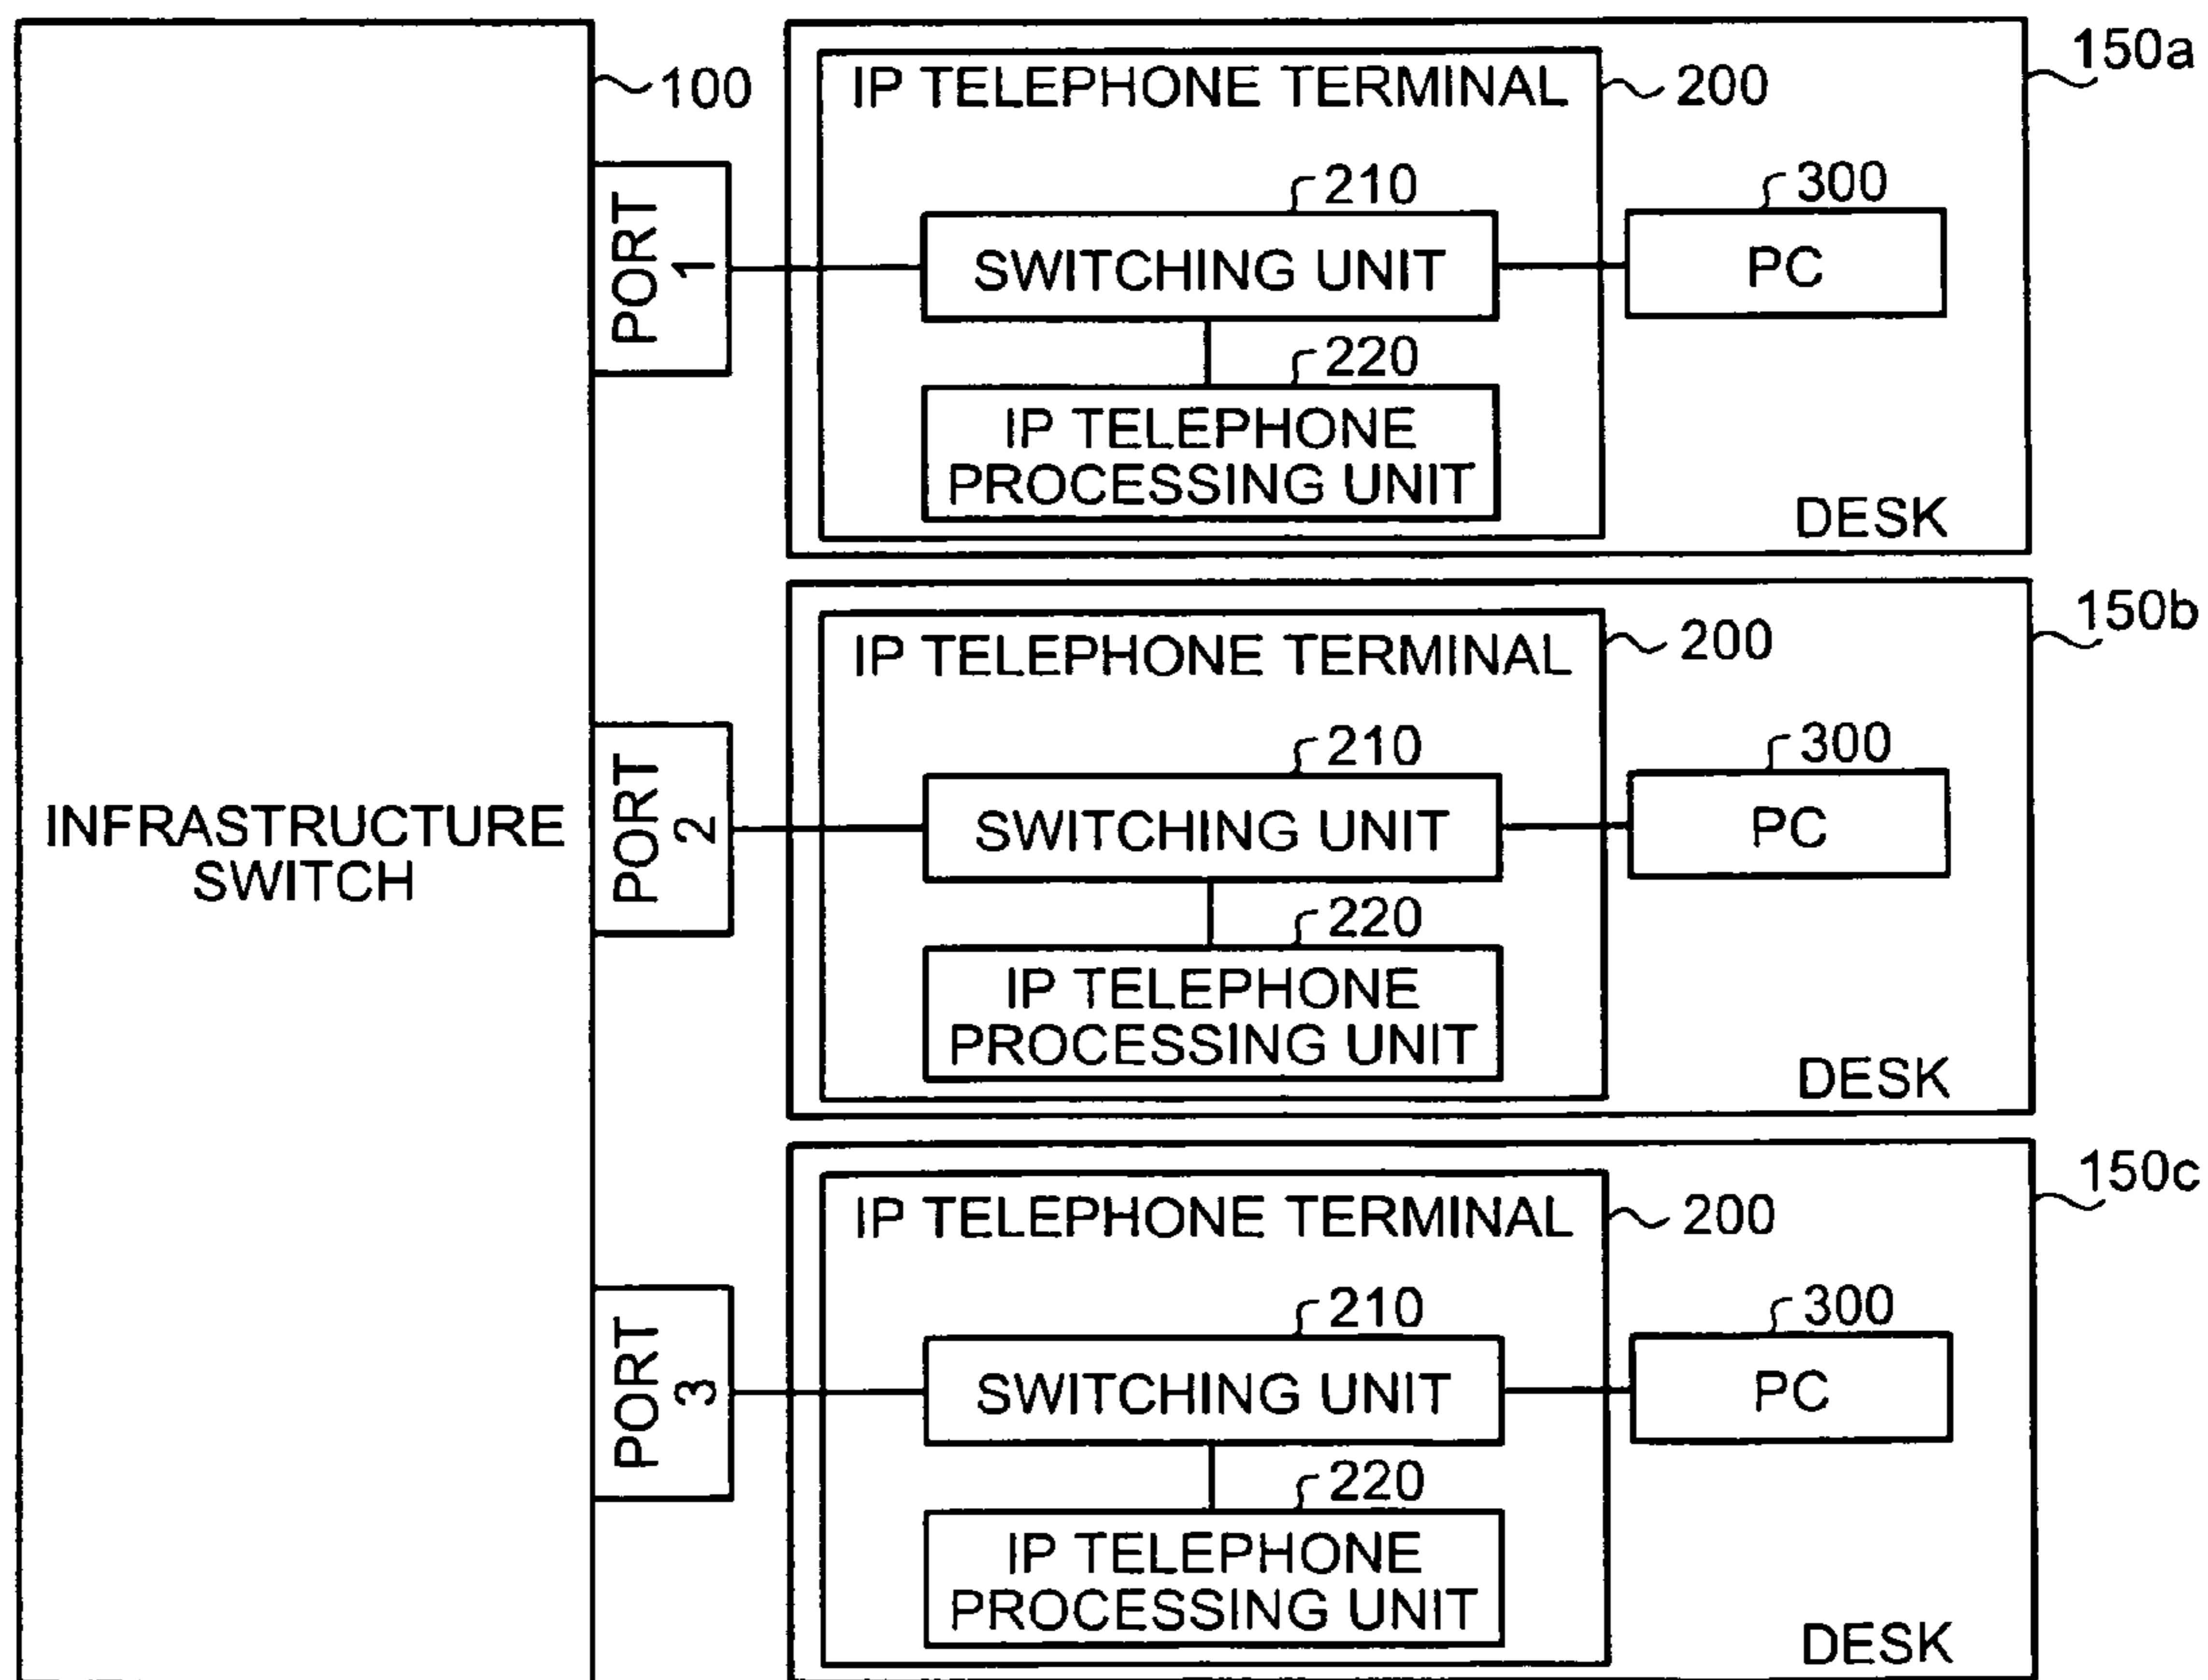 100
INFRASTRUCTURE
SWITCH
PORT
1
150a
IP TELEPHONE TERMINAL
200
210
SWITCHING UNIT
300
PC
220
IP TELEPHONE
PROCESSING UNIT
DESK
PORT
2
150b
IP TELEPHONE TERMINAL
200
210
SWITCHING UNIT
300
PC
220
IP TELEPHONE
PROCESSING UNIT
DESK
PORT
3
150c
IP TELEPHONE TERMINAL
200
210
SWITCHING UNIT
300
PC
220
IP TELEPHONE
PROCESSING UNIT
DESK